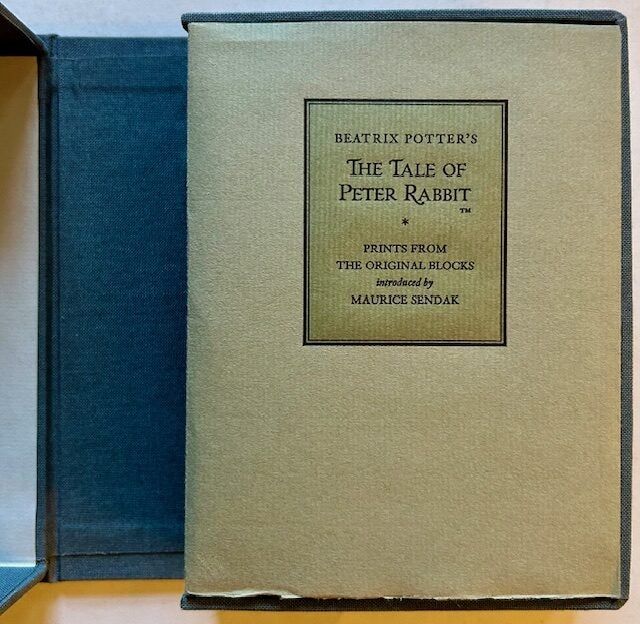 BEATRIX POTTER'S
THE TALE OF
PETER RABBIT
™
*
PRINTS FROM
THE ORIGINAL BLOCKS
introduced by
MAURICE SENDAK